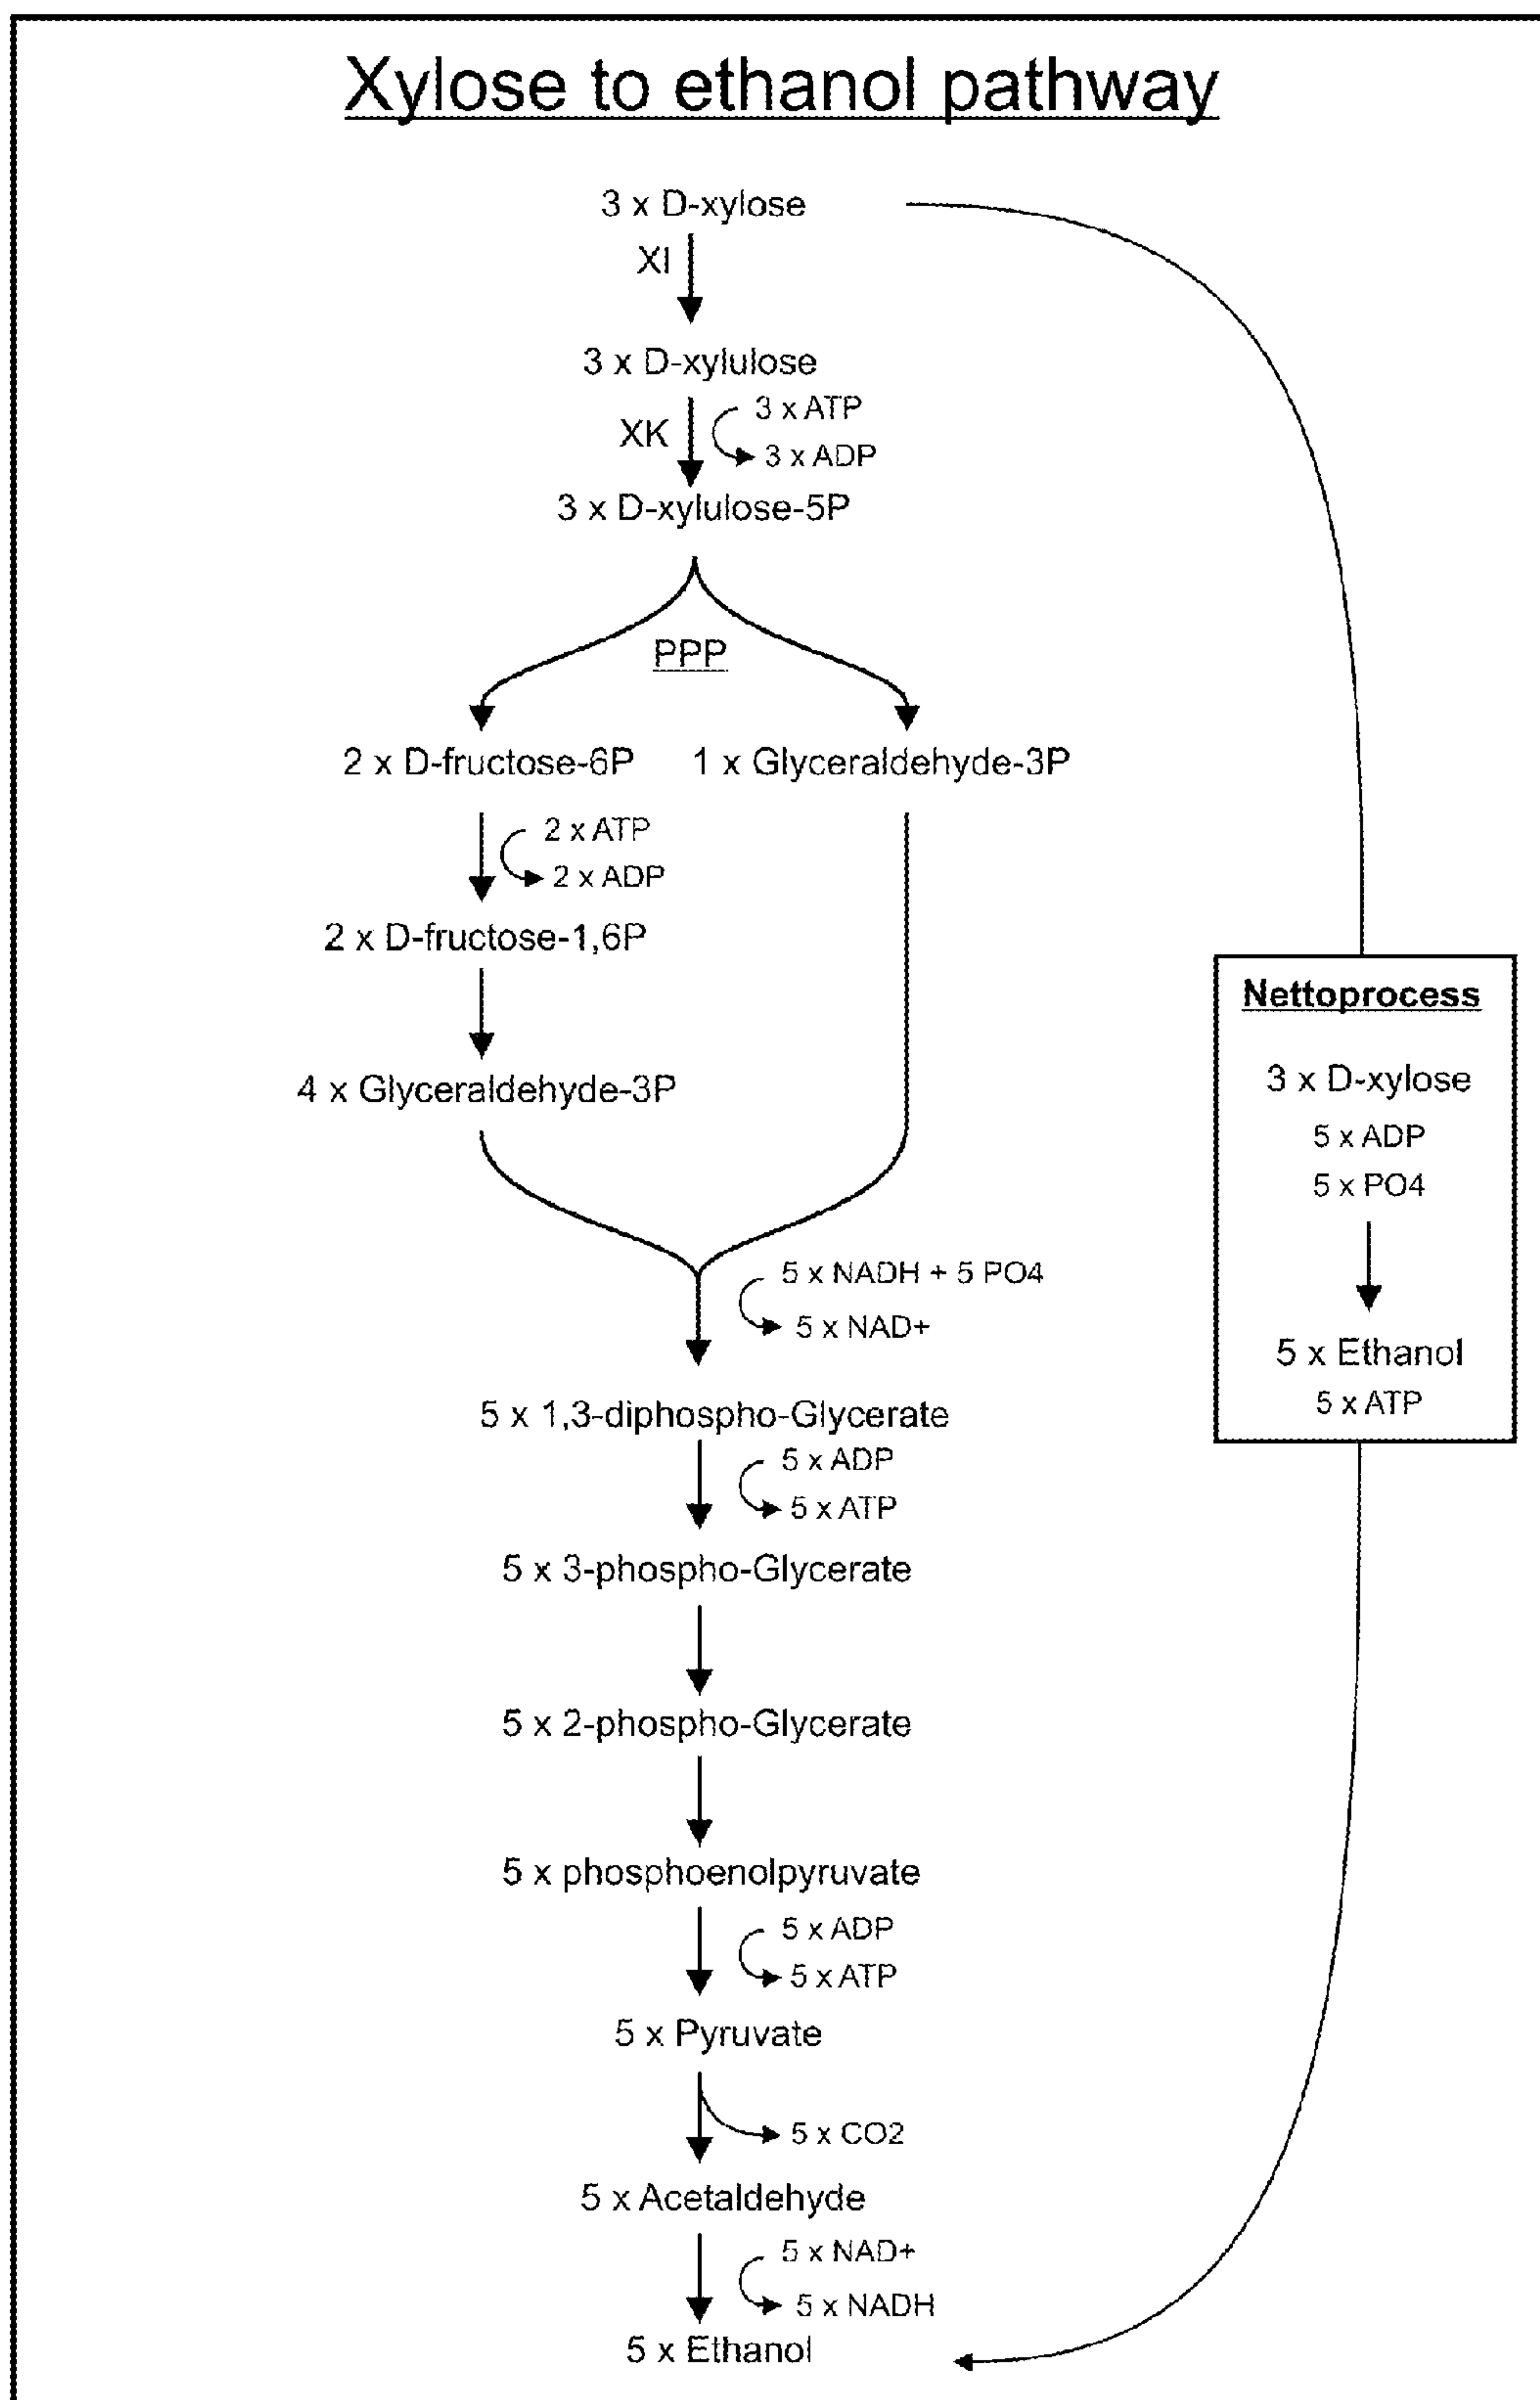 Xylose to ethanol pathway
3 x D-xylose
XI
3 x D-xylulose
XK
3 x ATP
3 x ADP
3 x D-xylulose-5P
PPP
2 x D-fructose-6P
1 x Glyceraldehyde-3P
2 x ATP
2 x ADP
2 x D-fructose-1,6P
4 x Glyceraldehyde-3P
5 x NADH + 5 PO4
5 x NAD+
5 x 1,3-diphospho-Glycerate
5 x ADP
5 x ATP
5 x 3-phospho-Glycerate
5 x 2-phospho-Glycerate
5 x phosphoenolpyruvate
5 x ADP
5 x ATP
5 x Pyruvate
5 x CO2
5 x Acetaldehyde
5 x NAD+
5 x NADH
5 x Ethanol
Nettoprocess
3 x D-xylose
5 x ADP
5 x PO4
5 x Ethanol
5 x ATP